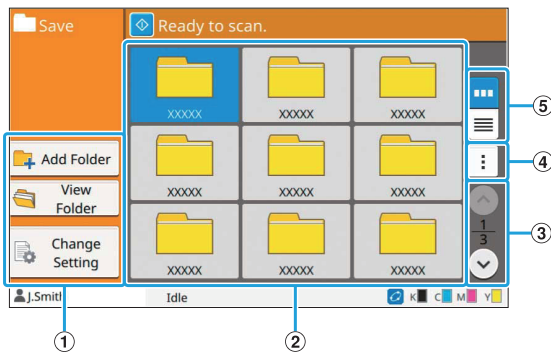 Save
Ready to scan.
XXXXX
XXXXX
XXXXX
5
Add Folder
XXXXX
XXXXX
XXXXX
4
View
Folder
1
3
3
Change
Setting
XXXXX
XXXXX
XXXXX
J.Smith
Idle
K C M Y
1
2